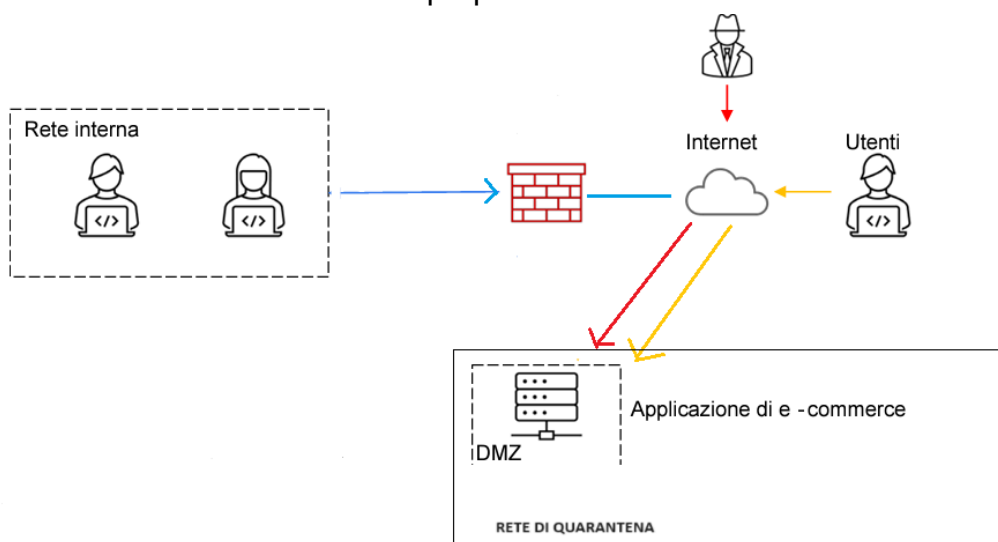 Rete interna
Internet
Utenti
</>
</>
</>
Applicazione di e -commerce
DMZ
RETE DI QUARANTENA